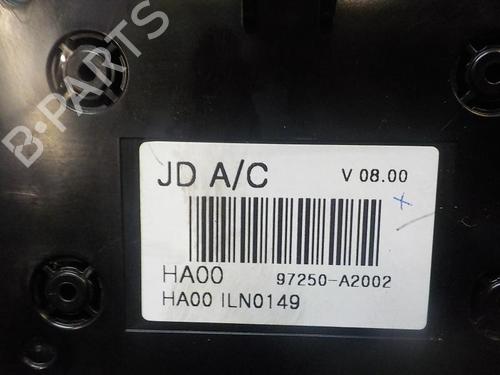 B-PARTS
JD A/C V 08.00
HA00 97250-A2002
HA00 ILN0149